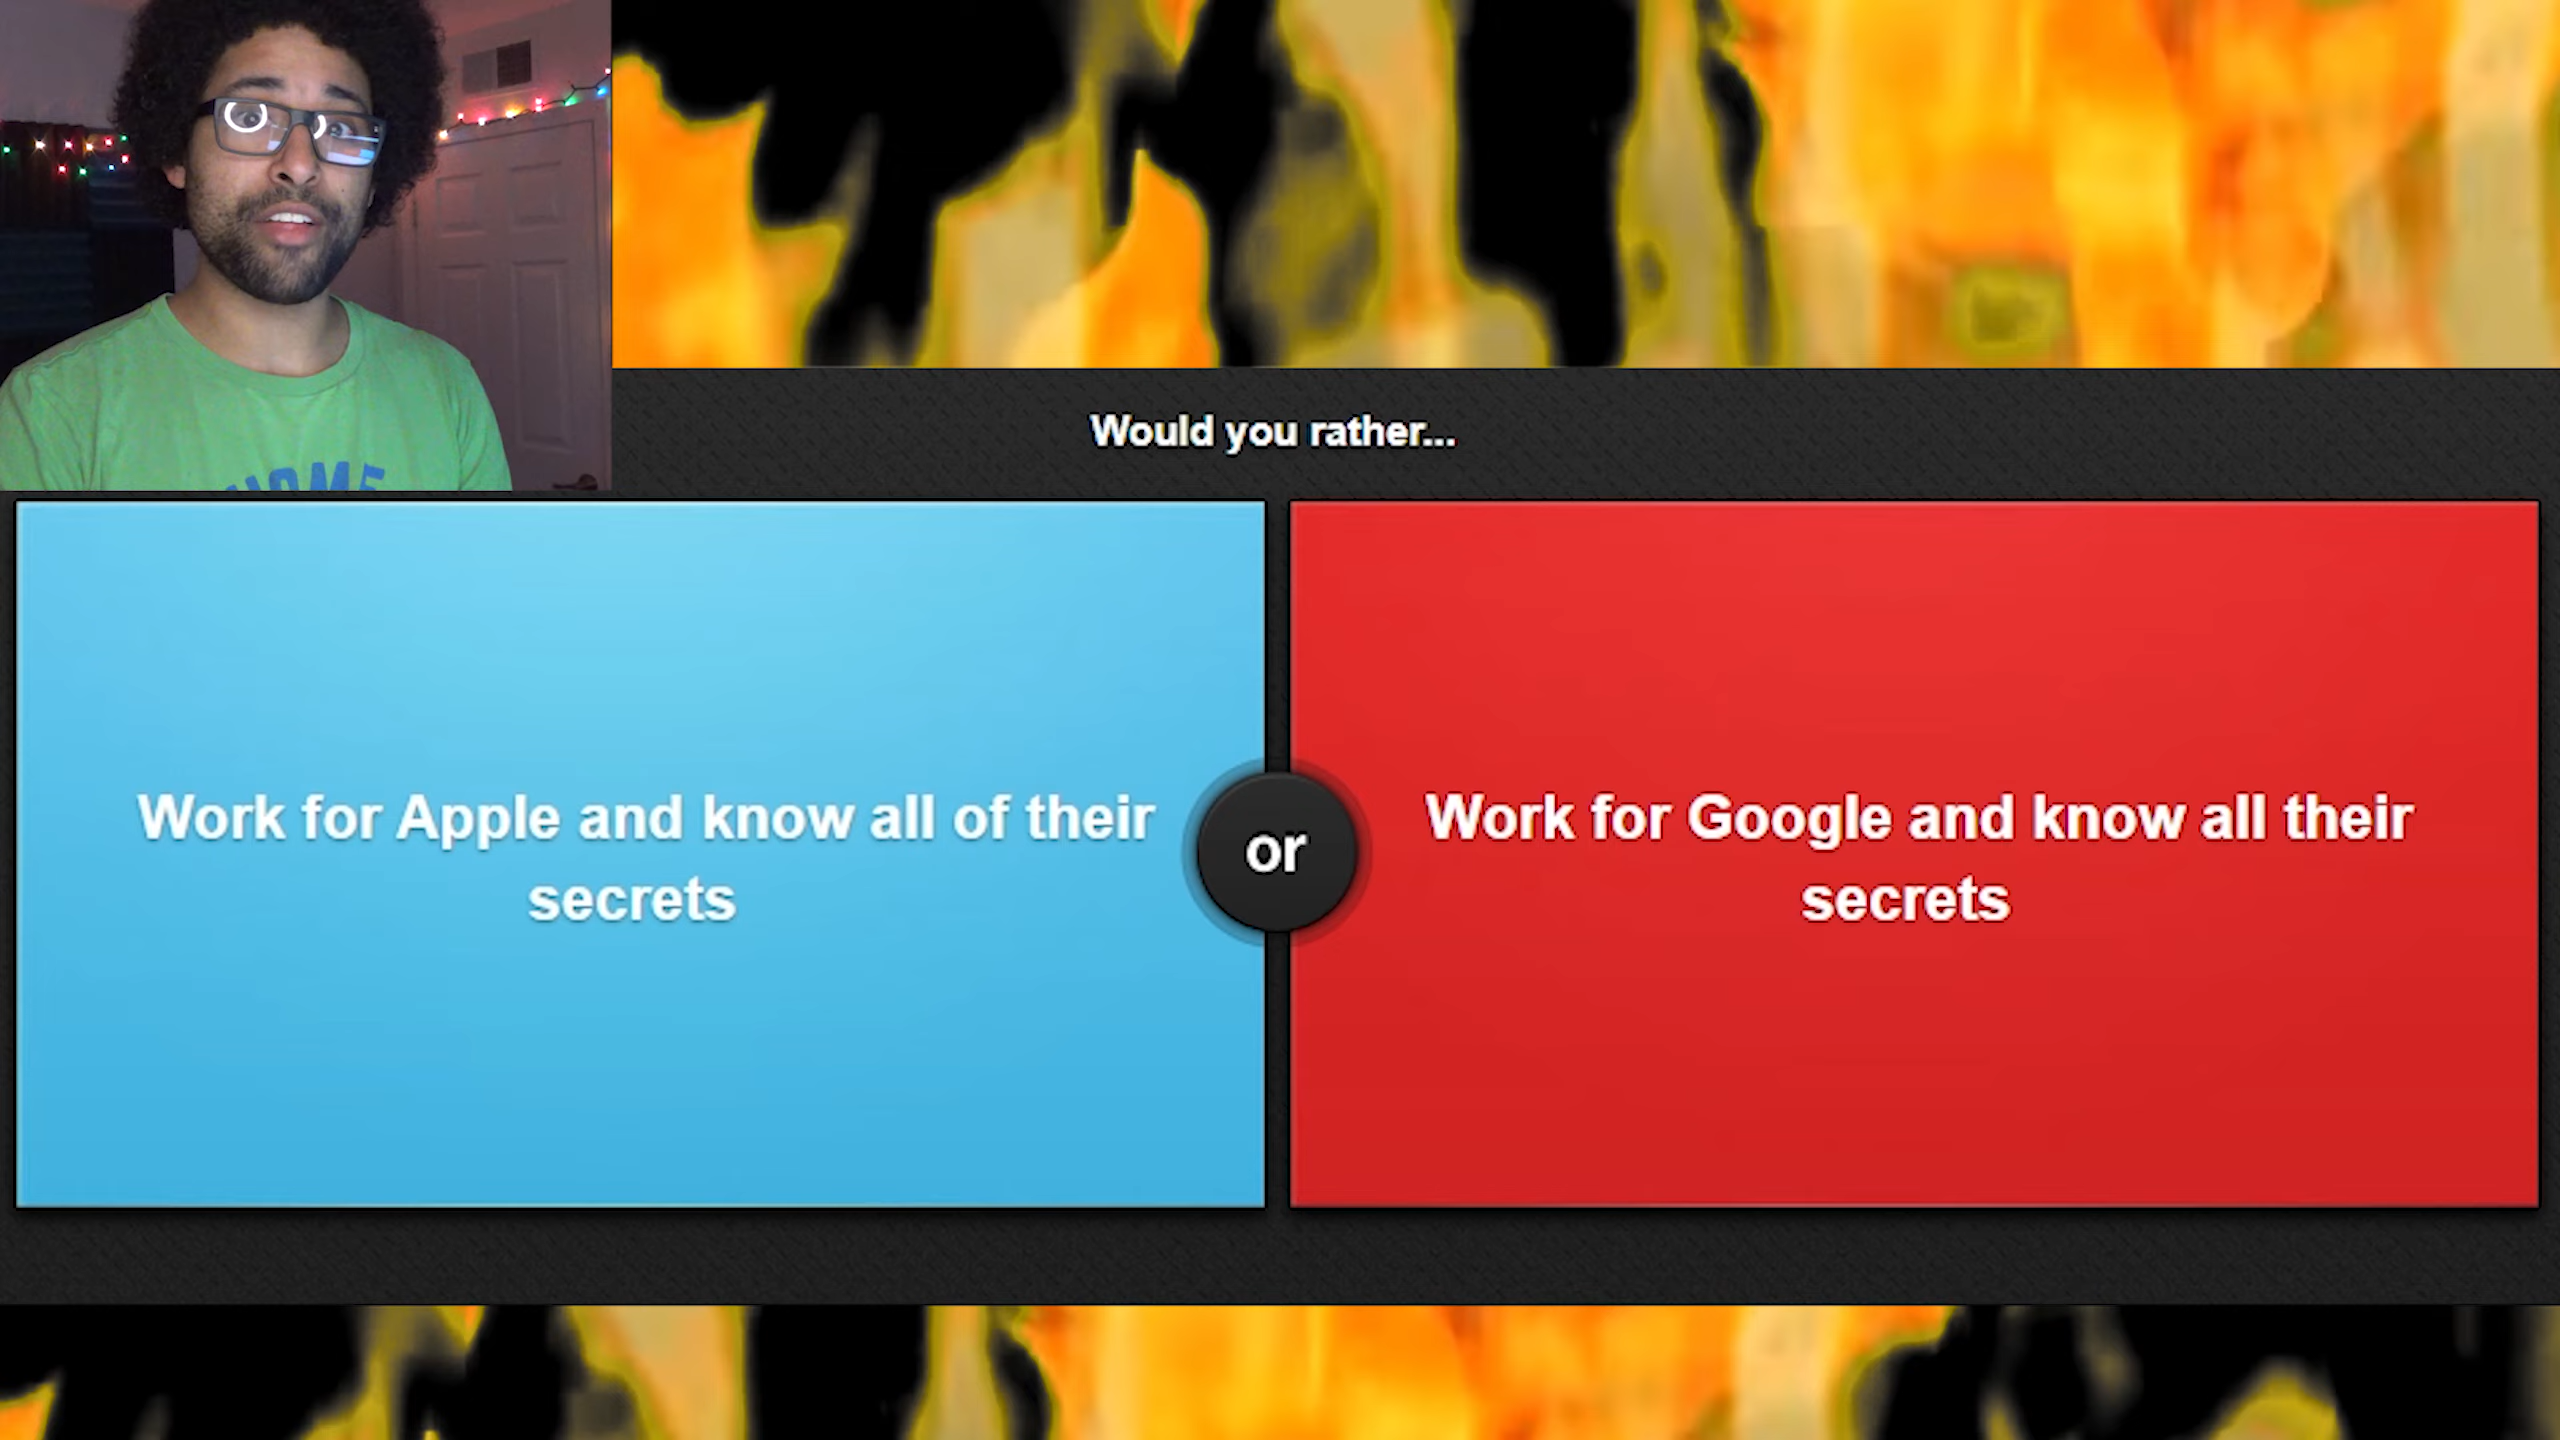 HOME
Would you rather...
Work for Apple and know all of their
secrets
or
Work for Google and know all their
secrets